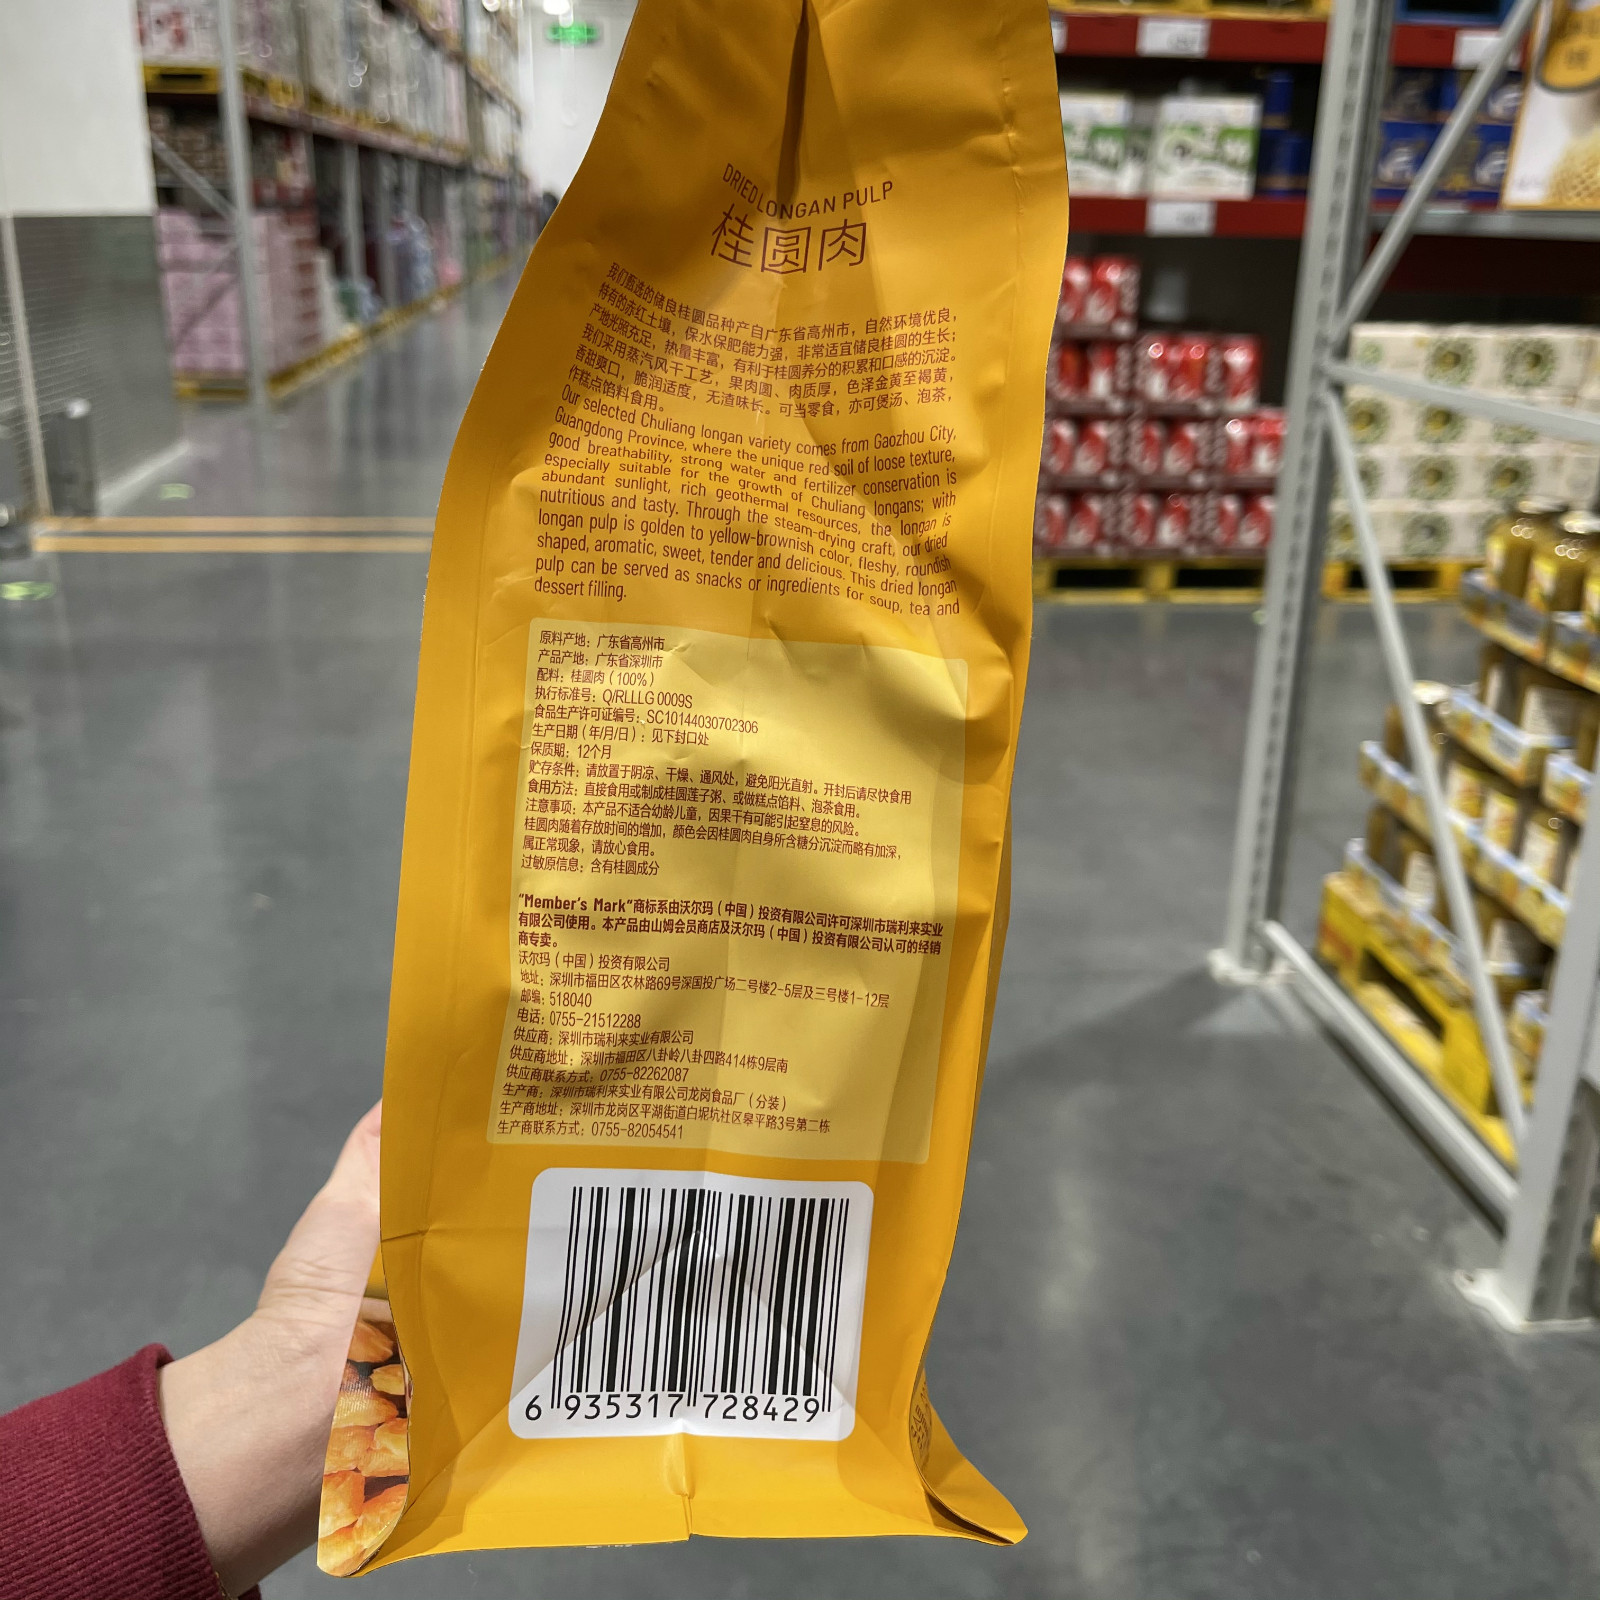 DRIED LONGAN PULP
桂圆肉
我们甄选的储良桂圆品种产自广东省高州市，自然环境优良，
特有的赤红土壤，保水保肥能力强，非常适宜储良桂圆的生长；
产地光照充足，热量丰富，有利于桂圆养分的积累和口感的沉淀。
我们采用蒸汽风干工艺，果肉圆、肉质厚，色泽金黄至褐黄，
香甜爽口，脆润适度，无渣味长。可当零食，亦可煲汤、泡茶，
作糕点馅料食用。
Our selected Chuliang longan variety comes from Gaozhou City,
Guangdong Province, where the unique red soil of loose texture,
good breathability, strong water and fertilizer conservation is
especially suitable for the growth of Chuliang longans; with
abundant sunlight, rich geothermal resources, the longan is
nutritious and tasty. Through the steam-drying craft, our dried
longan pulp is golden to yellow-brownish color, fleshy, roundish
shaped, aromatic, sweet, tender and delicious. This dried longan
pulp can be served as snacks or ingredients for soup, tea and
dessert filling.
原料产地：广东省高州市
产品产地：广东省深圳市
配料：桂圆肉（100%）
执行标准号：Q/RLLLG 0009S
食品生产许可证编号：SC10144030702306
生产日期（年/月/日）：见下封口处
保质期：12个月
贮存条件：请放置于阴凉、干燥、通风处，避免阳光直射。开封后请尽快食用
食用方法：直接食用或制成桂圆莲子粥、或做糕点馅料、泡茶食用。
注意事项：本产品不适合幼龄儿童，因果干有可能引起窒息的风险。
桂圆肉随着存放时间的增加，颜色会因桂圆肉自身所含糖分沉淀而略有加深，
属正常现象，请放心食用。
过敏原信息：含有桂圆成分
“Member's Mark”商标系由沃尔玛（中国）投资有限公司许可深圳市瑞利来实业
有限公司使用。本产品由山姆会员商店及沃尔玛（中国）投资有限公司认可的经销
商专卖。
沃尔玛（中国）投资有限公司
地址：深圳市福田区农林路69号深国投广场二号楼2-5层及三号楼1-12层
邮编：518040
电话：0755-21512288
供应商：深圳市瑞利来实业有限公司
供应商地址：深圳市福田区八卦岭八卦四路414栋9层南
供应商联系方式：0755-82262087
生产商：深圳市瑞利来实业有限公司龙岗食品厂（分装）
生产商地址：深圳市龙岗区平湖街道白坭坑社区皋平路3号第二栋
生产商联系方式：0755-82054541
6 935317 728429